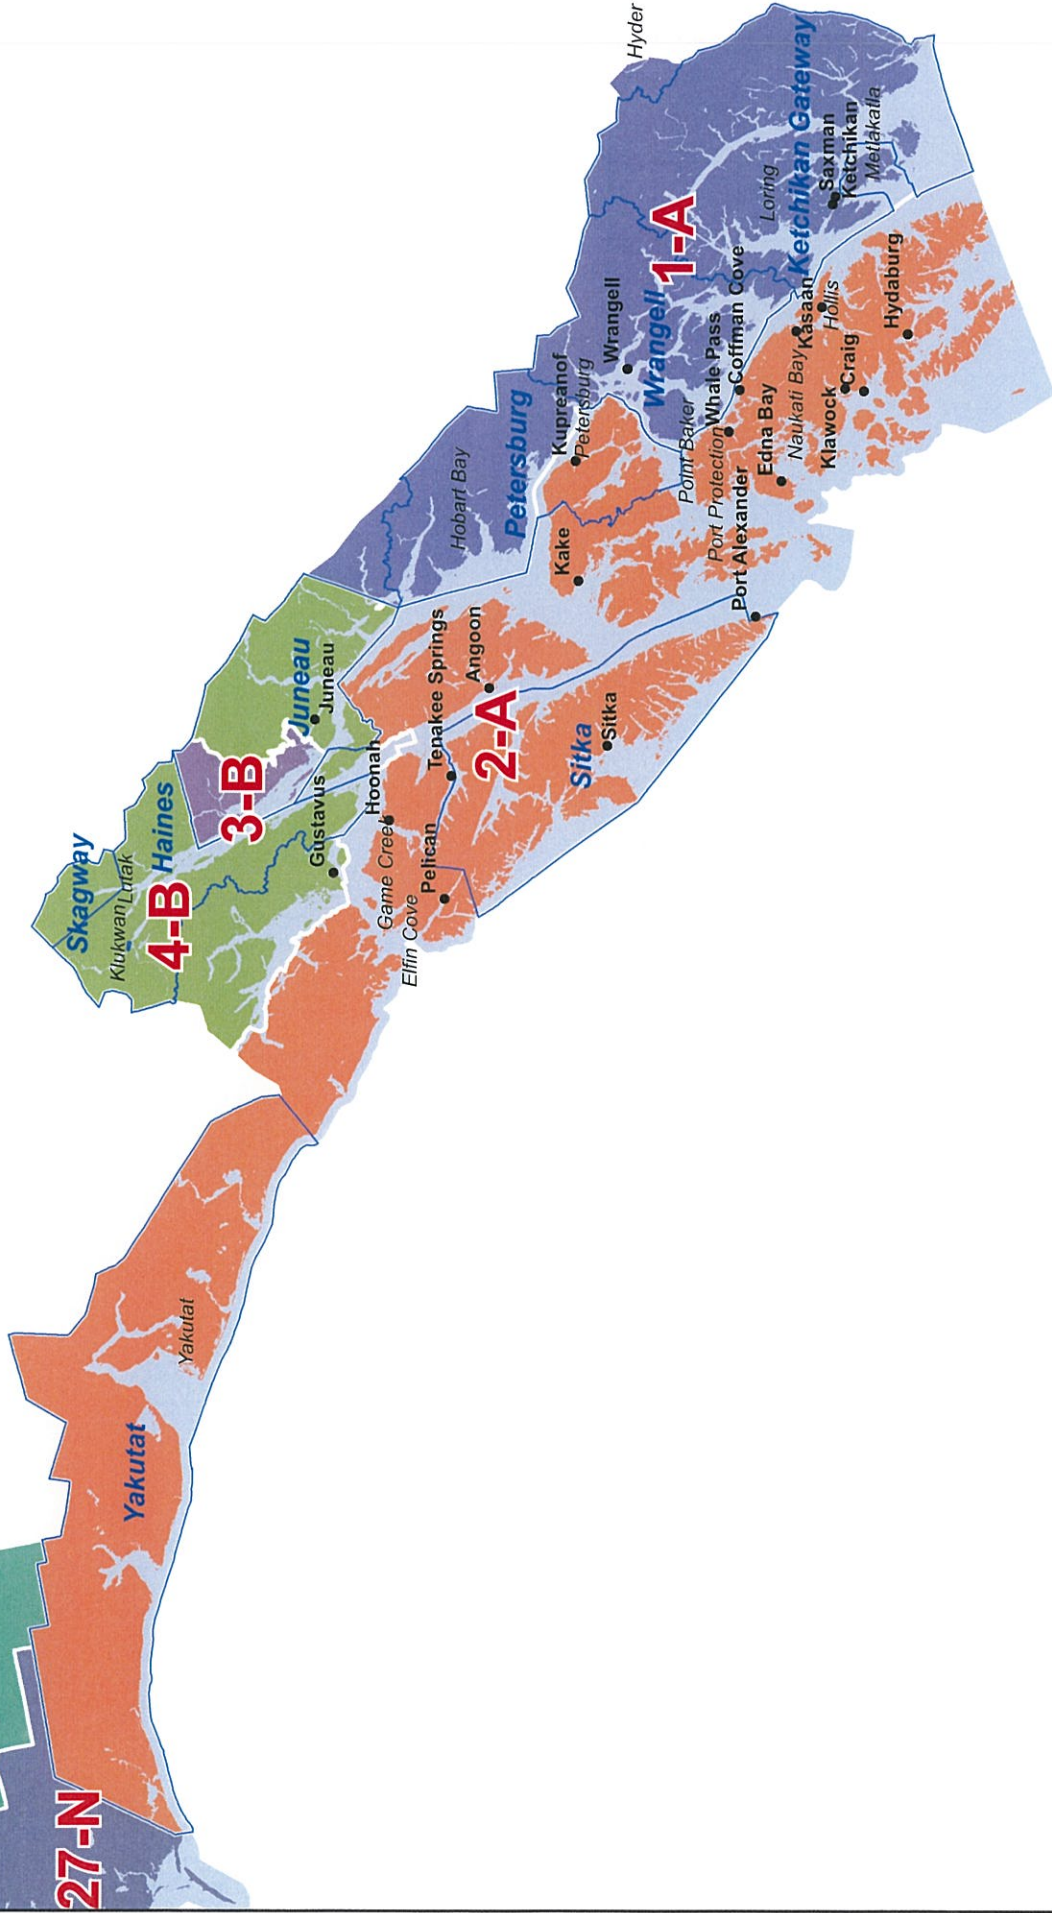 27-N
Yakutat
Yakutat
Skagway
Klukwan
Lutak
Haines
4-B
3-B
Juneau
Juneau
Gustavus
Hoonah
Game Creek
Elfin Cove
Pelican
Tenakee Springs
Angoon
2-A
Sitka
Sitka
Hobart Bay
Petersburg
Kake
Kupreanof
Petersburg
Wrangell
Wrangell
1-A
Point Baker
Port Protection
Port Alexander
Whale Pass
Coffman Cove
Edna Bay
Naukati Bay
Kasaan
Hollis
Klawock
Craig
Hydaburg
Hyder
Loring
Ketchikan Gateway
Saxman
Ketchikan
Metlakatla